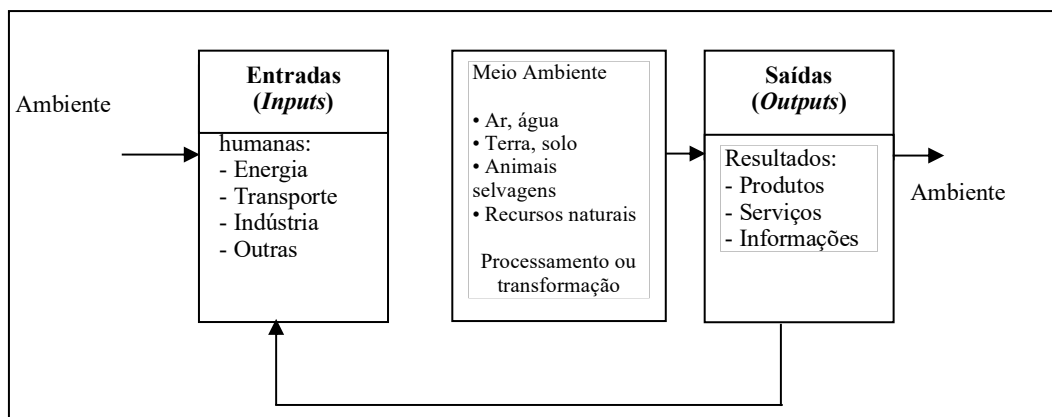 Ambiente
Entradas
(Inputs)
humanas:
- Energia
- Transporte
- Indústria
- Outras
Meio Ambiente
• Ar, água
• Terra, solo
• Animais
selvagens
• Recursos naturais
Processamento ou
transformação
Saídas
(Outputs)
Resultados:
- Produtos
- Serviços
- Informações
Ambiente